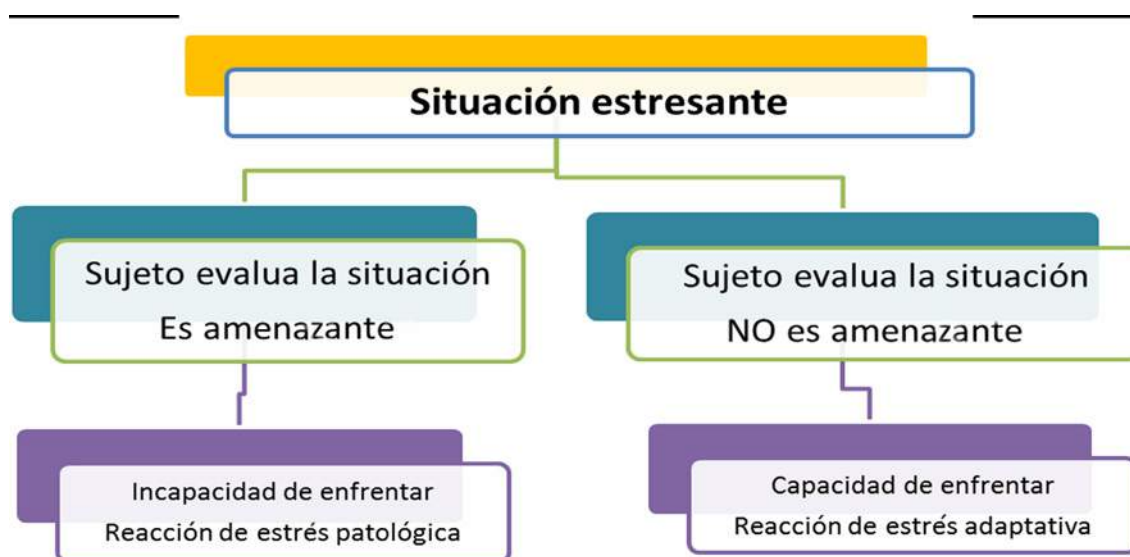 Situación estresante
Sujeto evalua la situación
Es amenazante
Sujeto evalua la situación
NO es amenazante
Incapacidad de enfrentar
Reacción de estrés patológica
Capacidad de enfrentar
Reacción de estrés adaptativa